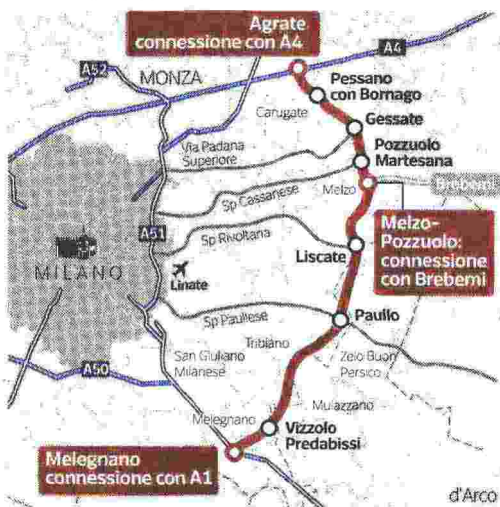 Agrate
connessione con A4
A4
A52
MONZA
Pessano
con Bornago
Carugate
Gessate
Via Padana
Superiore
Pozzuolo
Martesana
Sp Cassanese
Melzo
Brebemi
A51
Sp Rivoltana
Melzo-
Pozzuolo:
connessione
con Brebemi
Liscate
MILANO
Linate
Sp Paullese
Paullo
Tribiano
San Giuliano
Milanese
Zelo Buon
Persico
A50
Mulazzano
Melegnano
Vizzolo
Predabissi
Melegnano
connessione con A1
d'Arco